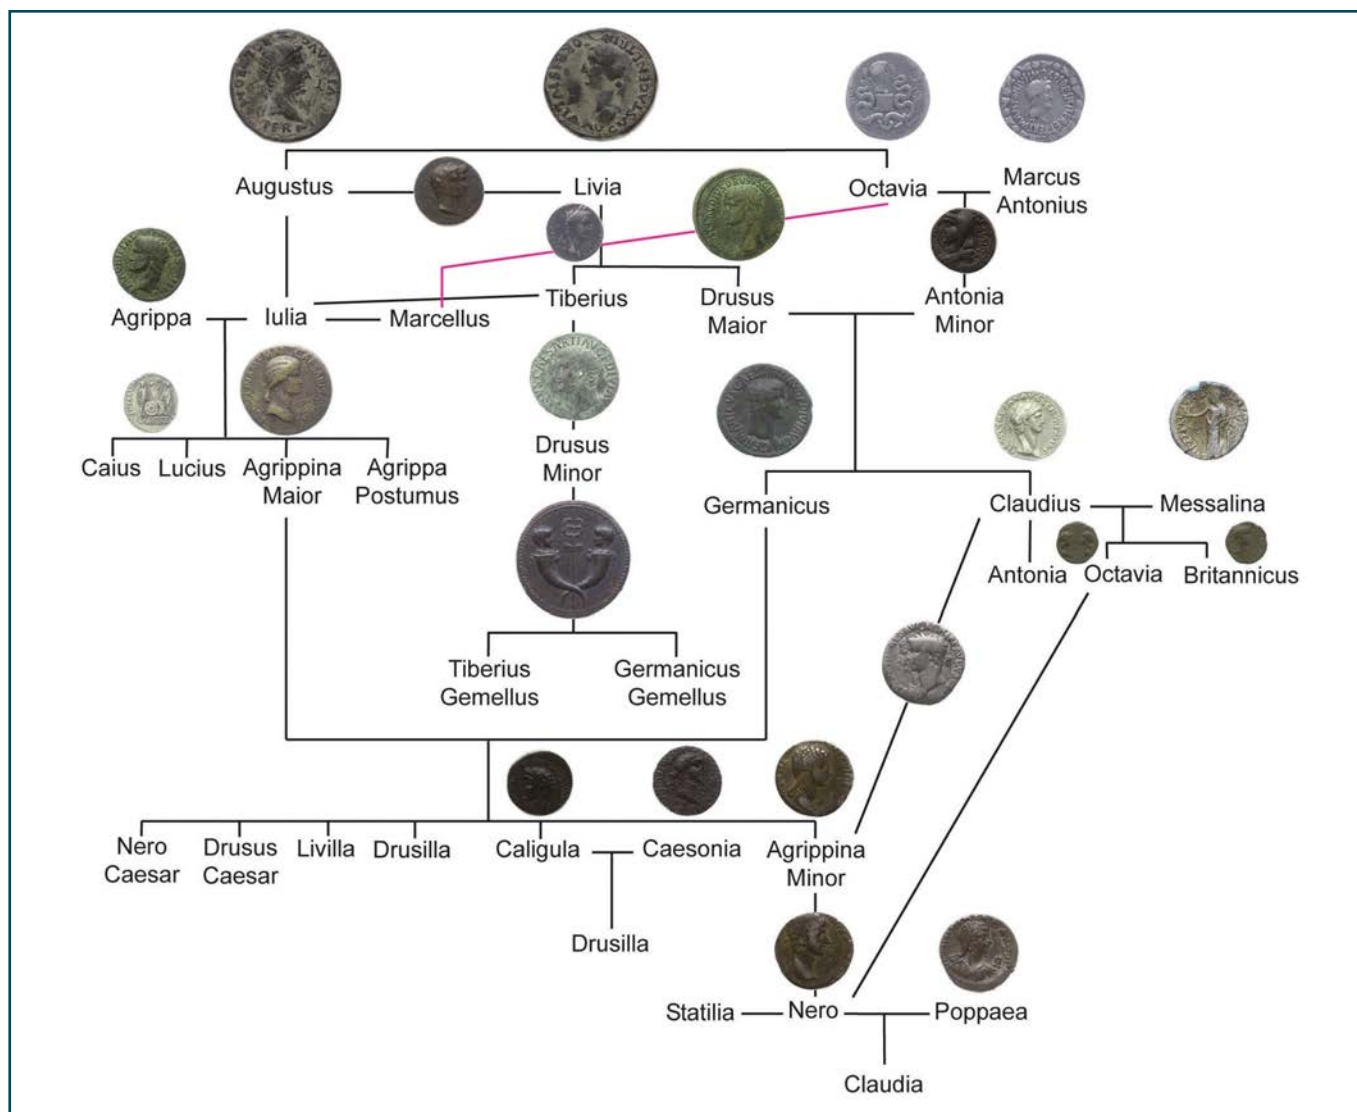 Augustus
Livia
Octavia
Marcus
Antonius
Agrippa
Iulia
Marcellus
Tiberius
Drusus
Maior
Antonia
Minor
Caius
Lucius
Agrippina
Maior
Agrippa
Postumus
Drusus
Minor
Germanicus
Claudius
Messalina
Antonia
Octavia
Britannicus
Tiberius
Gemellus
Germanicus
Gemellus
Nero
Caesar
Drusus
Caesar
Livilla
Drusilla
Caligula
Caesonia
Agrippina
Minor
Drusilla
Statilia
Nero
Poppaea
Claudia